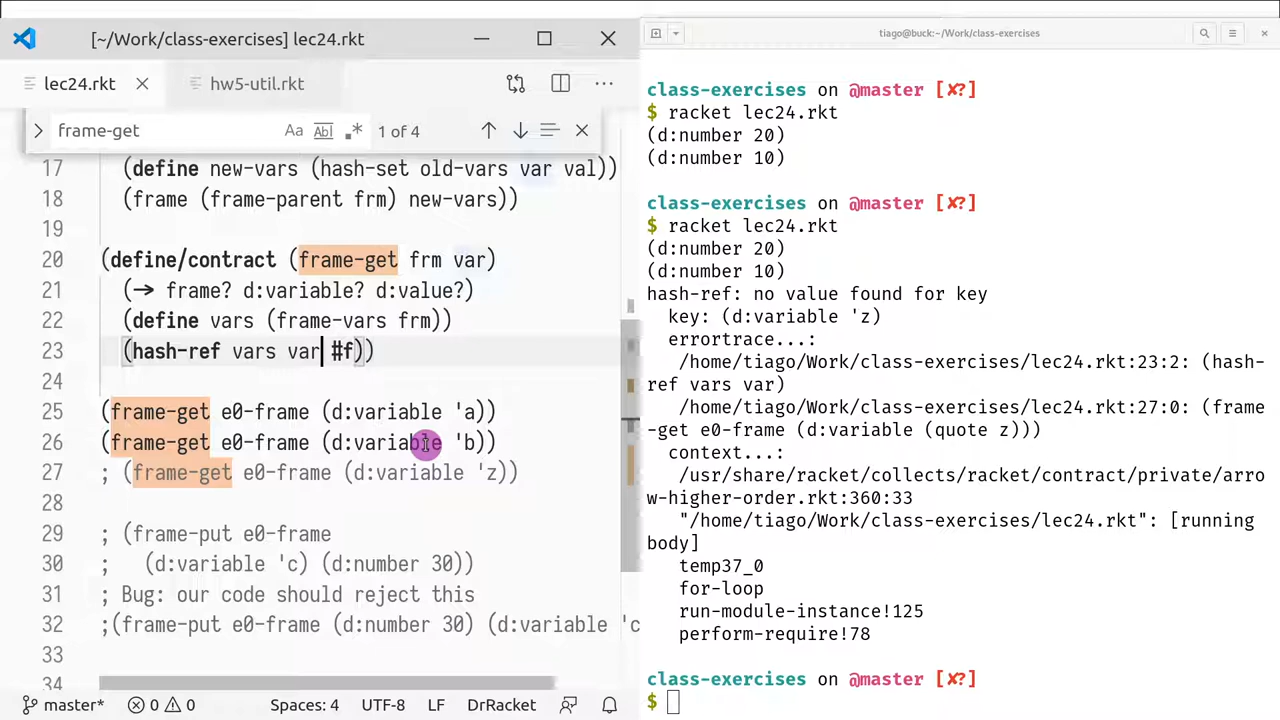 [~/Work/class-exercises] lec24.rkt
lec24.rkt
hw5-util.rkt
frame-get Aa Abl .* 1 of 4
17 (define new-vars (hash-set old-vars var val))
18 (frame (frame-parent frm) new-vars))
19
20 (define/contract (frame-get frm var)
21 (→ frame? d:variable? d:value?)
22 (define vars (frame-vars frm))
23 (hash-ref vars var #f))
24
25 (frame-get e0-frame (d:variable 'a))
26 (frame-get e0-frame (d:variable 'b))
27 ; (frame-get e0-frame (d:variable 'z))
28
29 ; (frame-put e0-frame
30 ;   (d:variable 'c) (d:number 30))
31 ; Bug: our code should reject this
32 ;(frame-put e0-frame (d:number 30) (d:variable 'c
33
34
master* 0 0 Spaces: 4 UTF-8 LF DrRacket
tiago@buck:~/Work/class-exercises
class-exercises on @master [✘?]
$ racket lec24.rkt
(d:number 20)
(d:number 10)
class-exercises on @master [✘?]
$ racket lec24.rkt
(d:number 20)
(d:number 10)
hash-ref: no value found for key
key: (d:variable 'z)
errortrace...:
/home/tiago/Work/class-exercises/lec24.rkt:23:2: (hash-
ref vars var)
/home/tiago/Work/class-exercises/lec24.rkt:27:0: (frame
-get e0-frame (d:variable (quote z)))
context...:
/usr/share/racket/collects/racket/contract/private/arro
w-higher-order.rkt:360:33
"/home/tiago/Work/class-exercises/lec24.rkt": [running
body]
temp37_0
for-loop
run-module-instance!125
perform-require!78
class-exercises on @master [✘?]
$